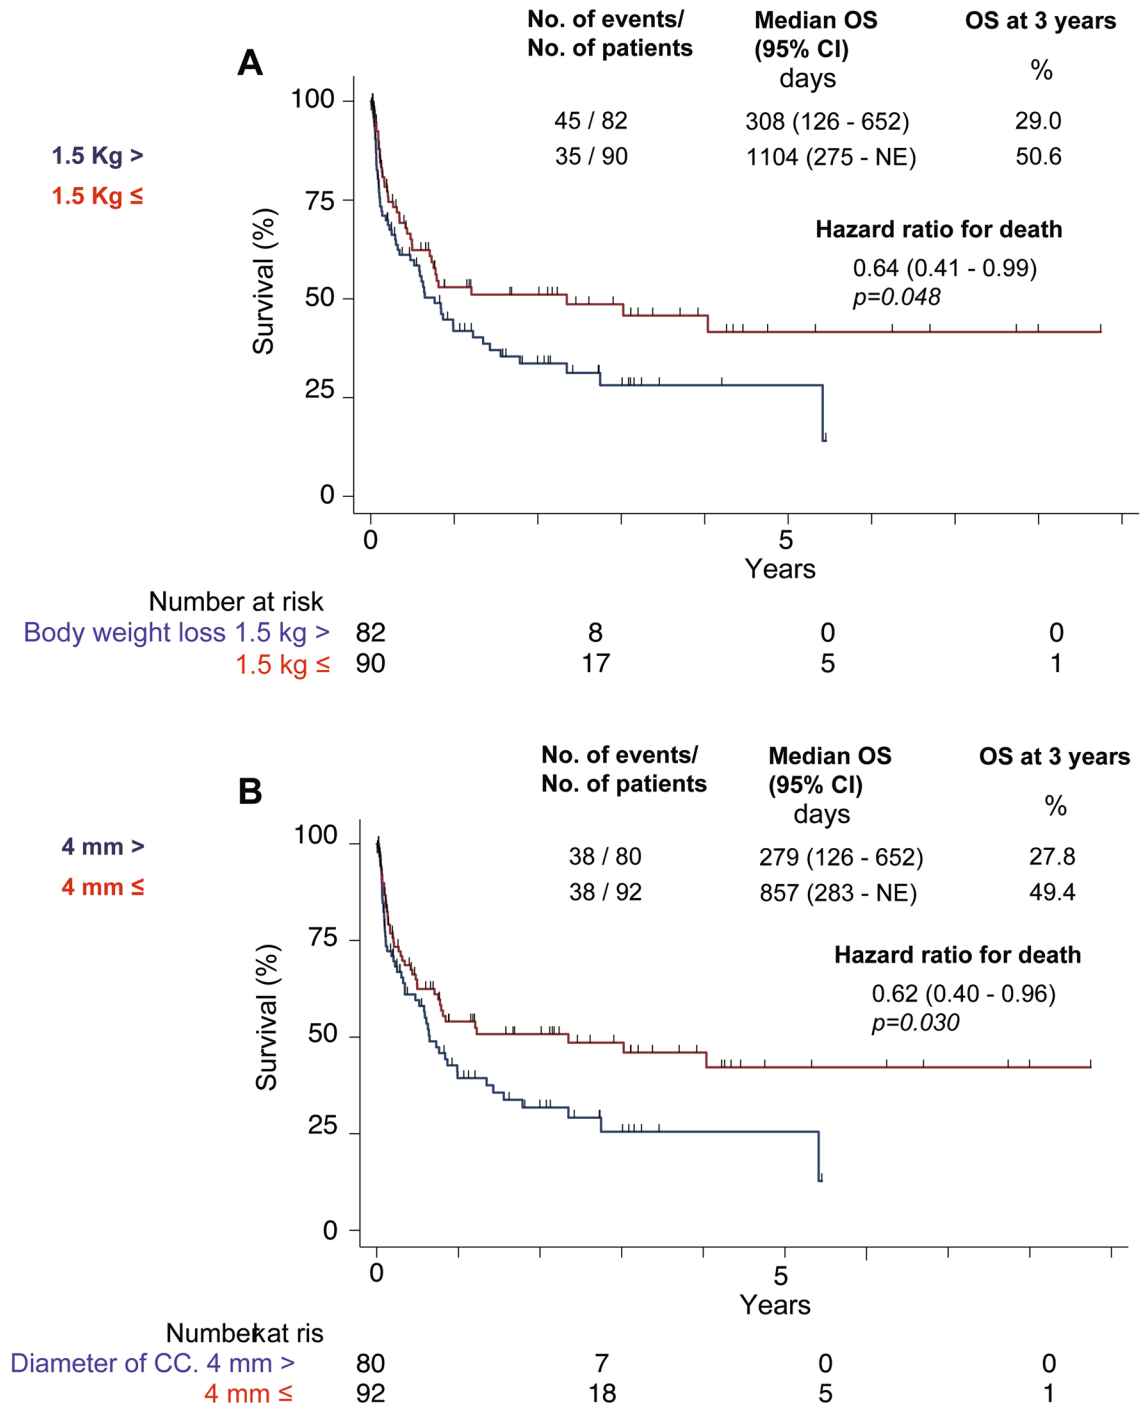 A
No. of events/ Median OS OS at 3 years
No. of patients (95% CI)
days %
45 / 82 308 (126 - 652) 29.0
35 / 90 1104 (275 - NE) 50.6
1.5 Kg >
1.5 Kg ≤
Hazard ratio for death
0.64 (0.41 - 0.99)
p=0.048
Survival (%)
100
75
50
25
0
0 5
Years
Number at risk
Body weight loss 1.5 kg > 82 8 0 0
1.5 kg ≤ 90 17 5 1
B
No. of events/ Median OS OS at 3 years
No. of patients (95% CI)
days %
38 / 80 279 (126 - 652) 27.8
38 / 92 857 (283 - NE) 49.4
4 mm >
4 mm ≤
Hazard ratio for death
0.62 (0.40 - 0.96)
p=0.030
Survival (%)
100
75
50
25
0
0 5
Years
Numberkat ris
Diameter of CC. 4 mm > 80 7 0 0
4 mm ≤ 92 18 5 1